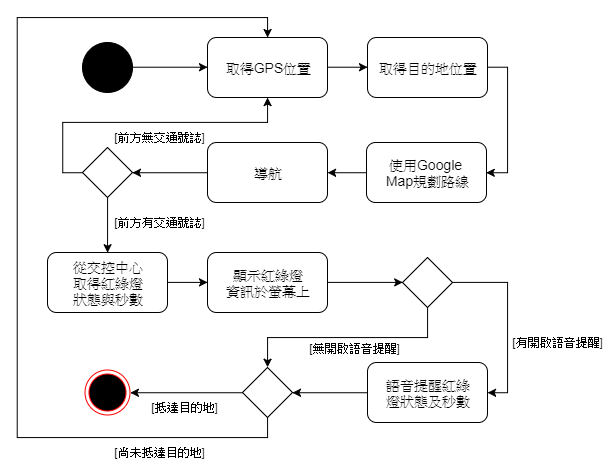 取得GPS位置
取得目的地位置
[前方無交通號誌]
導航
使用Google
Map規劃路線
[前方有交通號誌]
從交控中心
取得紅綠燈
狀態與秒數
顯示紅綠燈
資訊於螢幕上
[無開啟語音提醒]
[有開啟語音提醒]
語音提醒紅綠
燈狀態及秒數
[抵達目的地]
[尚未抵達目的地]